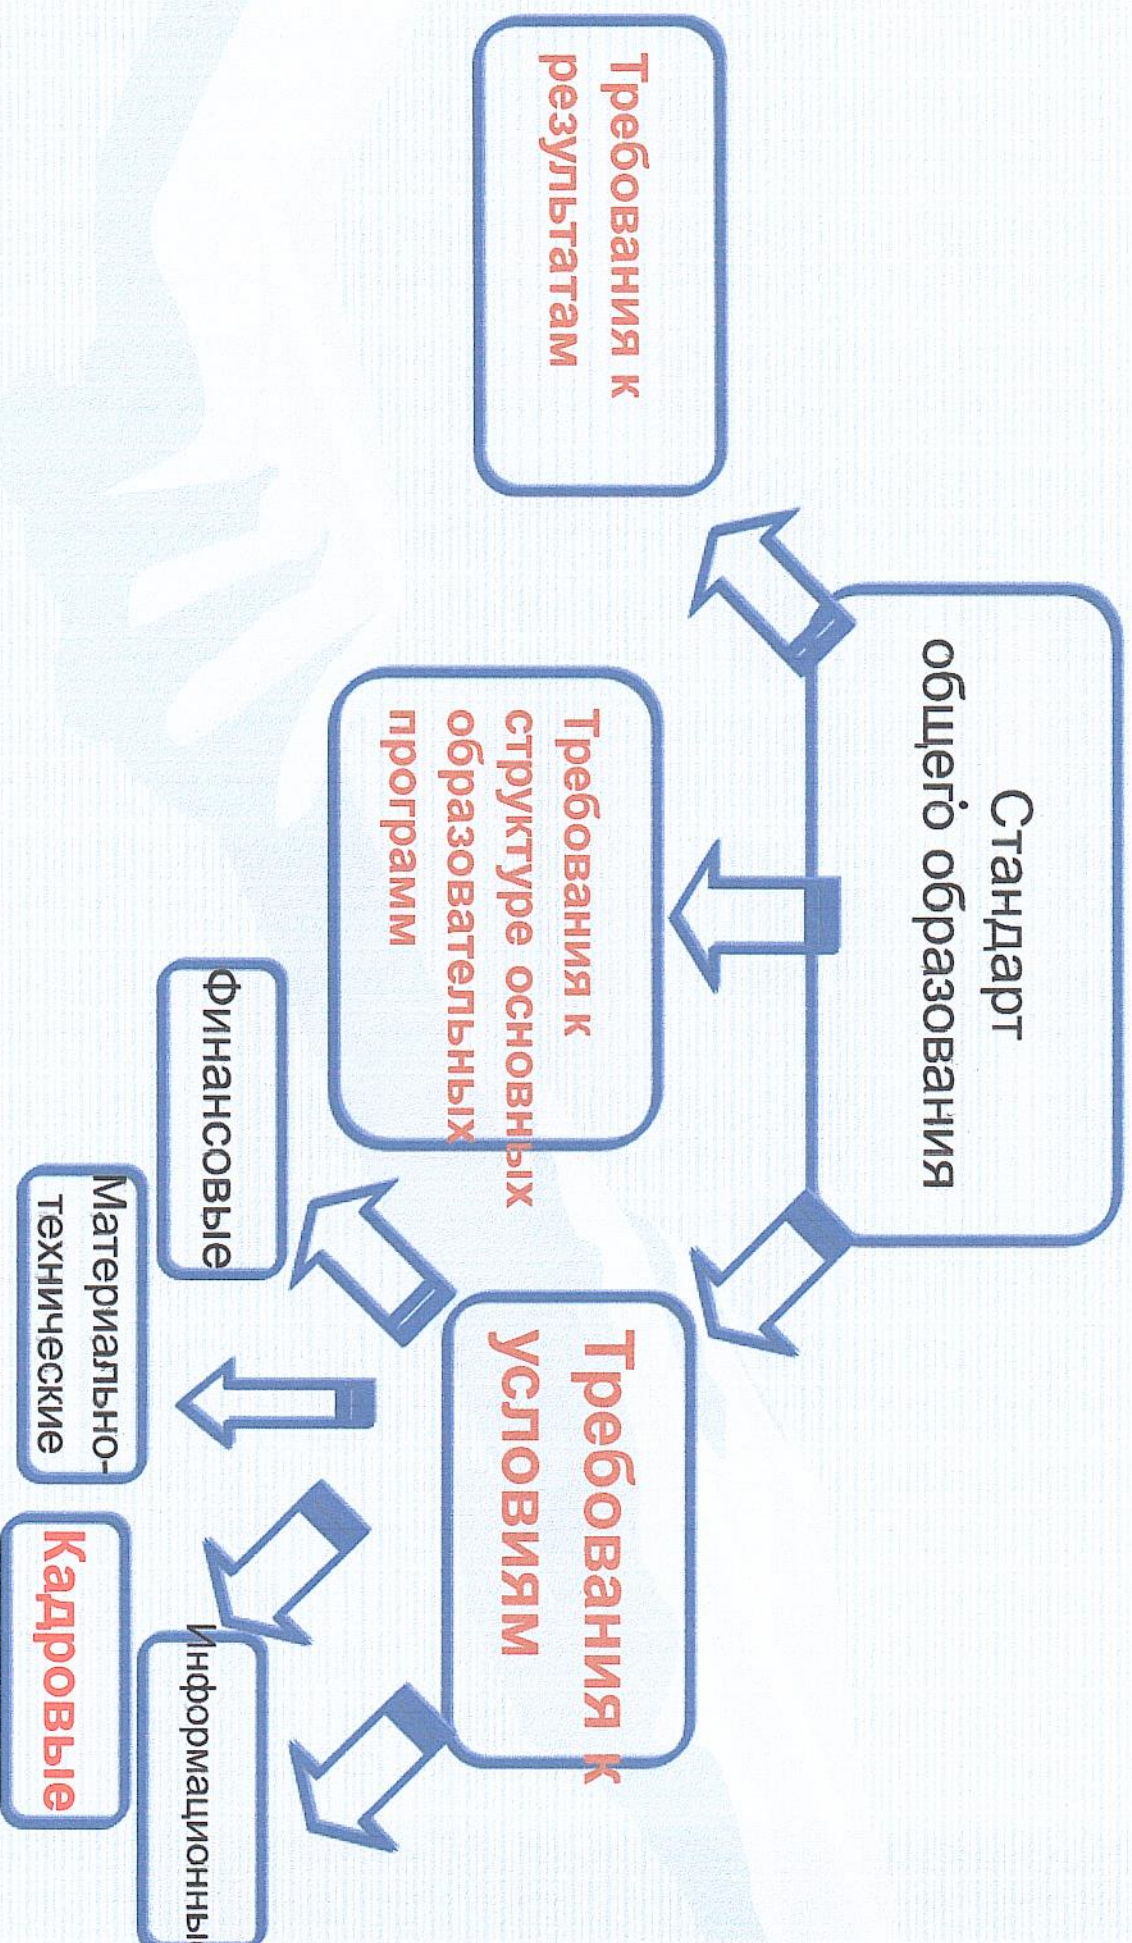 Стандарт
общего образования
Требования к
результатам
Требования к
структуре основных
образовательных
программ
Требования к
условиям
Финансовые
Материально-
технические
Кадровые
Информационны